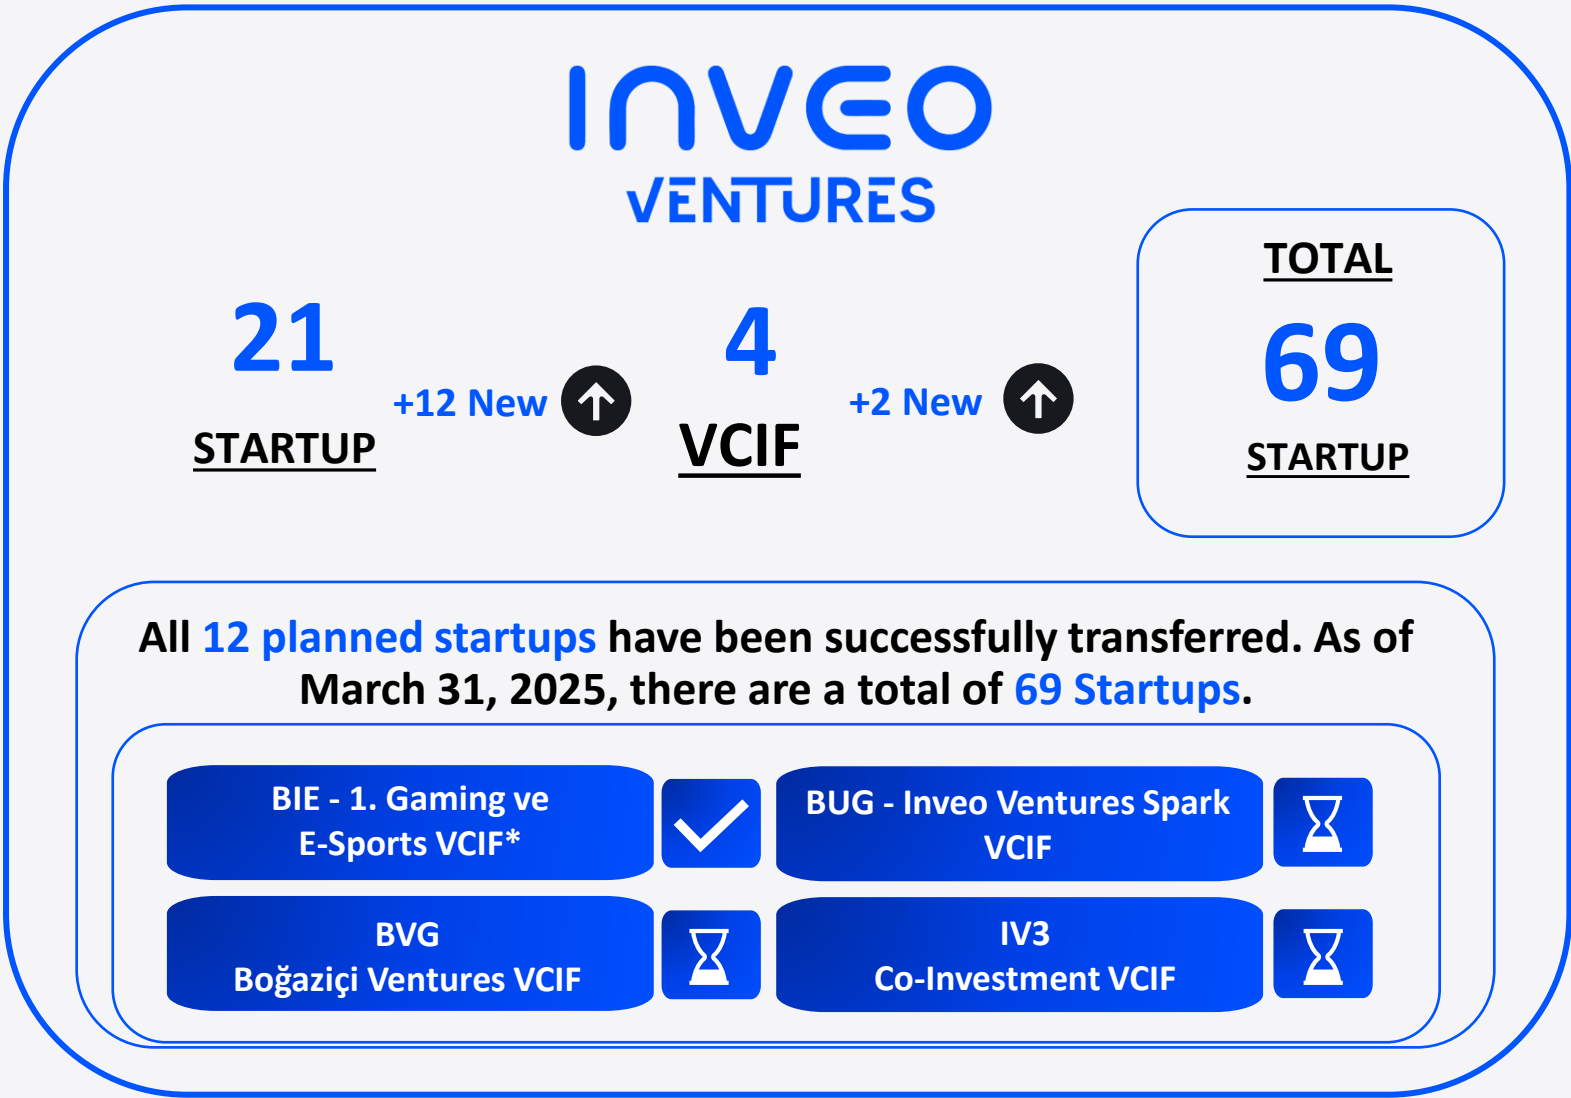 INVEO
VENTURES
21
+12 New
STARTUP
4
+2 New
VCIF
TOTAL
69
STARTUP
All 12 planned startups have been successfully transferred. As of
March 31, 2025, there are a total of 69 Startups.
BIE - 1. Gaming ve
E-Sports VCIF*
BUG - Inveo Ventures Spark
VCIF
BVG
Boğaziçi Ventures VCIF
IV3
Co-Investment VCIF